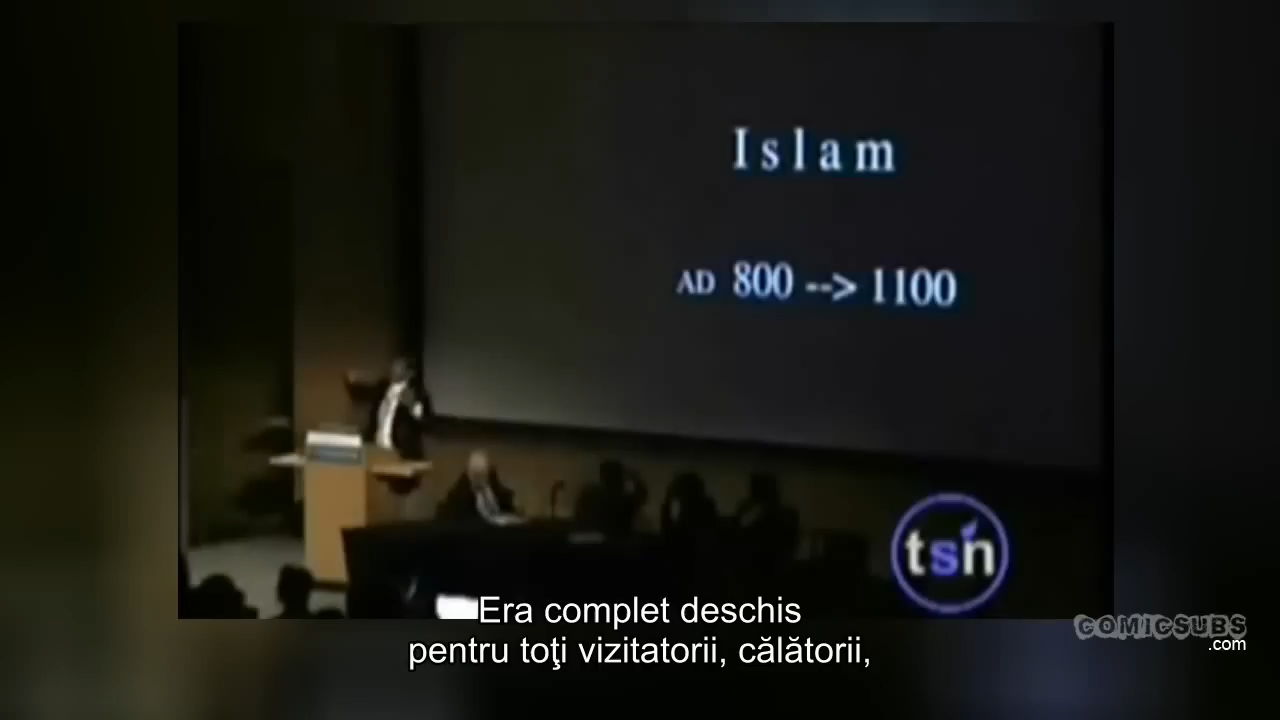 Islam
AD 800 --> 1100
tsn
Era complet deschis
pentru toţi vizitatorii, călătorii,
COMICSUBS
.com